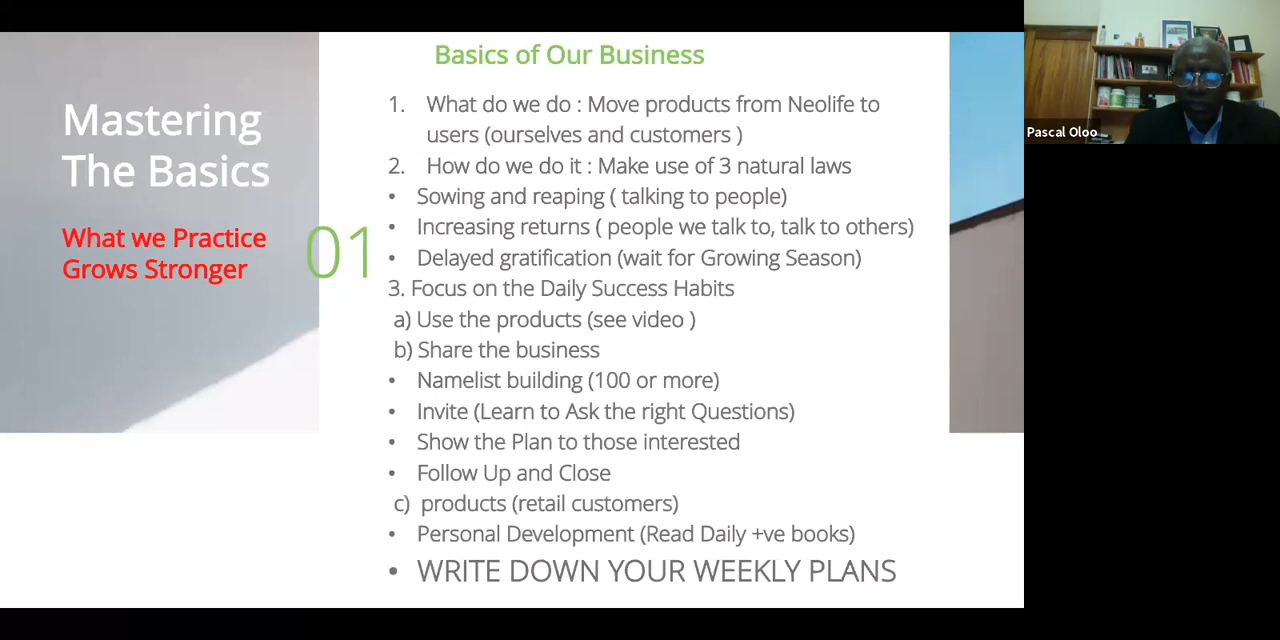 Mastering
The Basics
What we Practice
Grows Stronger
01
Basics of Our Business
1. What do we do : Move products from Neolife to
users (ourselves and customers )
2. How do we do it : Make use of 3 natural laws
• Sowing and reaping ( talking to people)
• Increasing returns ( people we talk to, talk to others)
• Delayed gratification (wait for Growing Season)
3. Focus on the Daily Success Habits
a) Use the products (see video )
b) Share the business
• Namelist building (100 or more)
• Invite (Learn to Ask the right Questions)
• Show the Plan to those interested
• Follow Up and Close
c) products (retail customers)
• Personal Development (Read Daily +ve books)
• WRITE DOWN YOUR WEEKLY PLANS
Pascal Oloo